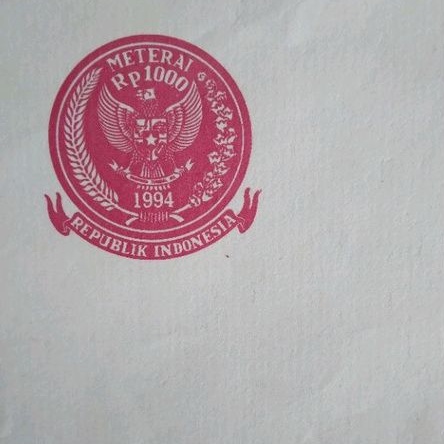 METERAI
Rp1000
1994
REPUBLIK INDONESIA